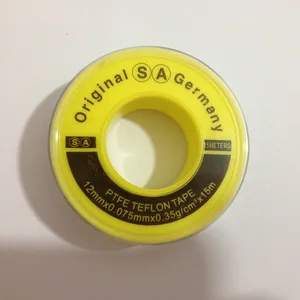 Original SA Germany
SA
15METERS
PTFE TEFLON TAPE
12mmx0.075mmx0.35g/cm³x15m